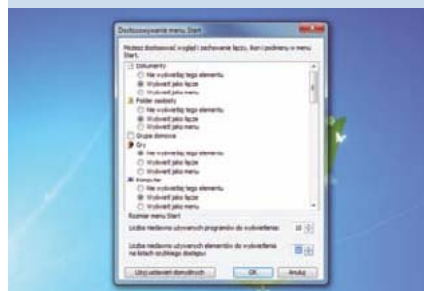 Dostosowywanie menu Start
Możesz dostosować wygląd i zachowanie łączy, ikon i podmenu w menu
Start.
Dokumenty
Nie wyświetlaj tego elementu
Wyświetl jako łącze
Wyświetl jako menu
Folder osobisty
Nie wyświetlaj tego elementu
Wyświetl jako łącze
Wyświetl jako menu
Grupa domowa
Gry
Nie wyświetlaj tego elementu
Wyświetl jako łącze
Wyświetl jako menu
Komputer
Nie wyświetlaj tego elementu
Wyświetl jako łącze
Wyświetl jako menu
Rozmiar menu Start
Liczba niedawno używanych programów do wyświetlenia:
Liczba niedawno używanych elementów do wyświetlenia
na listach szybkiego dostępu:
Użyj ustawień domyślnych OK Anuluj